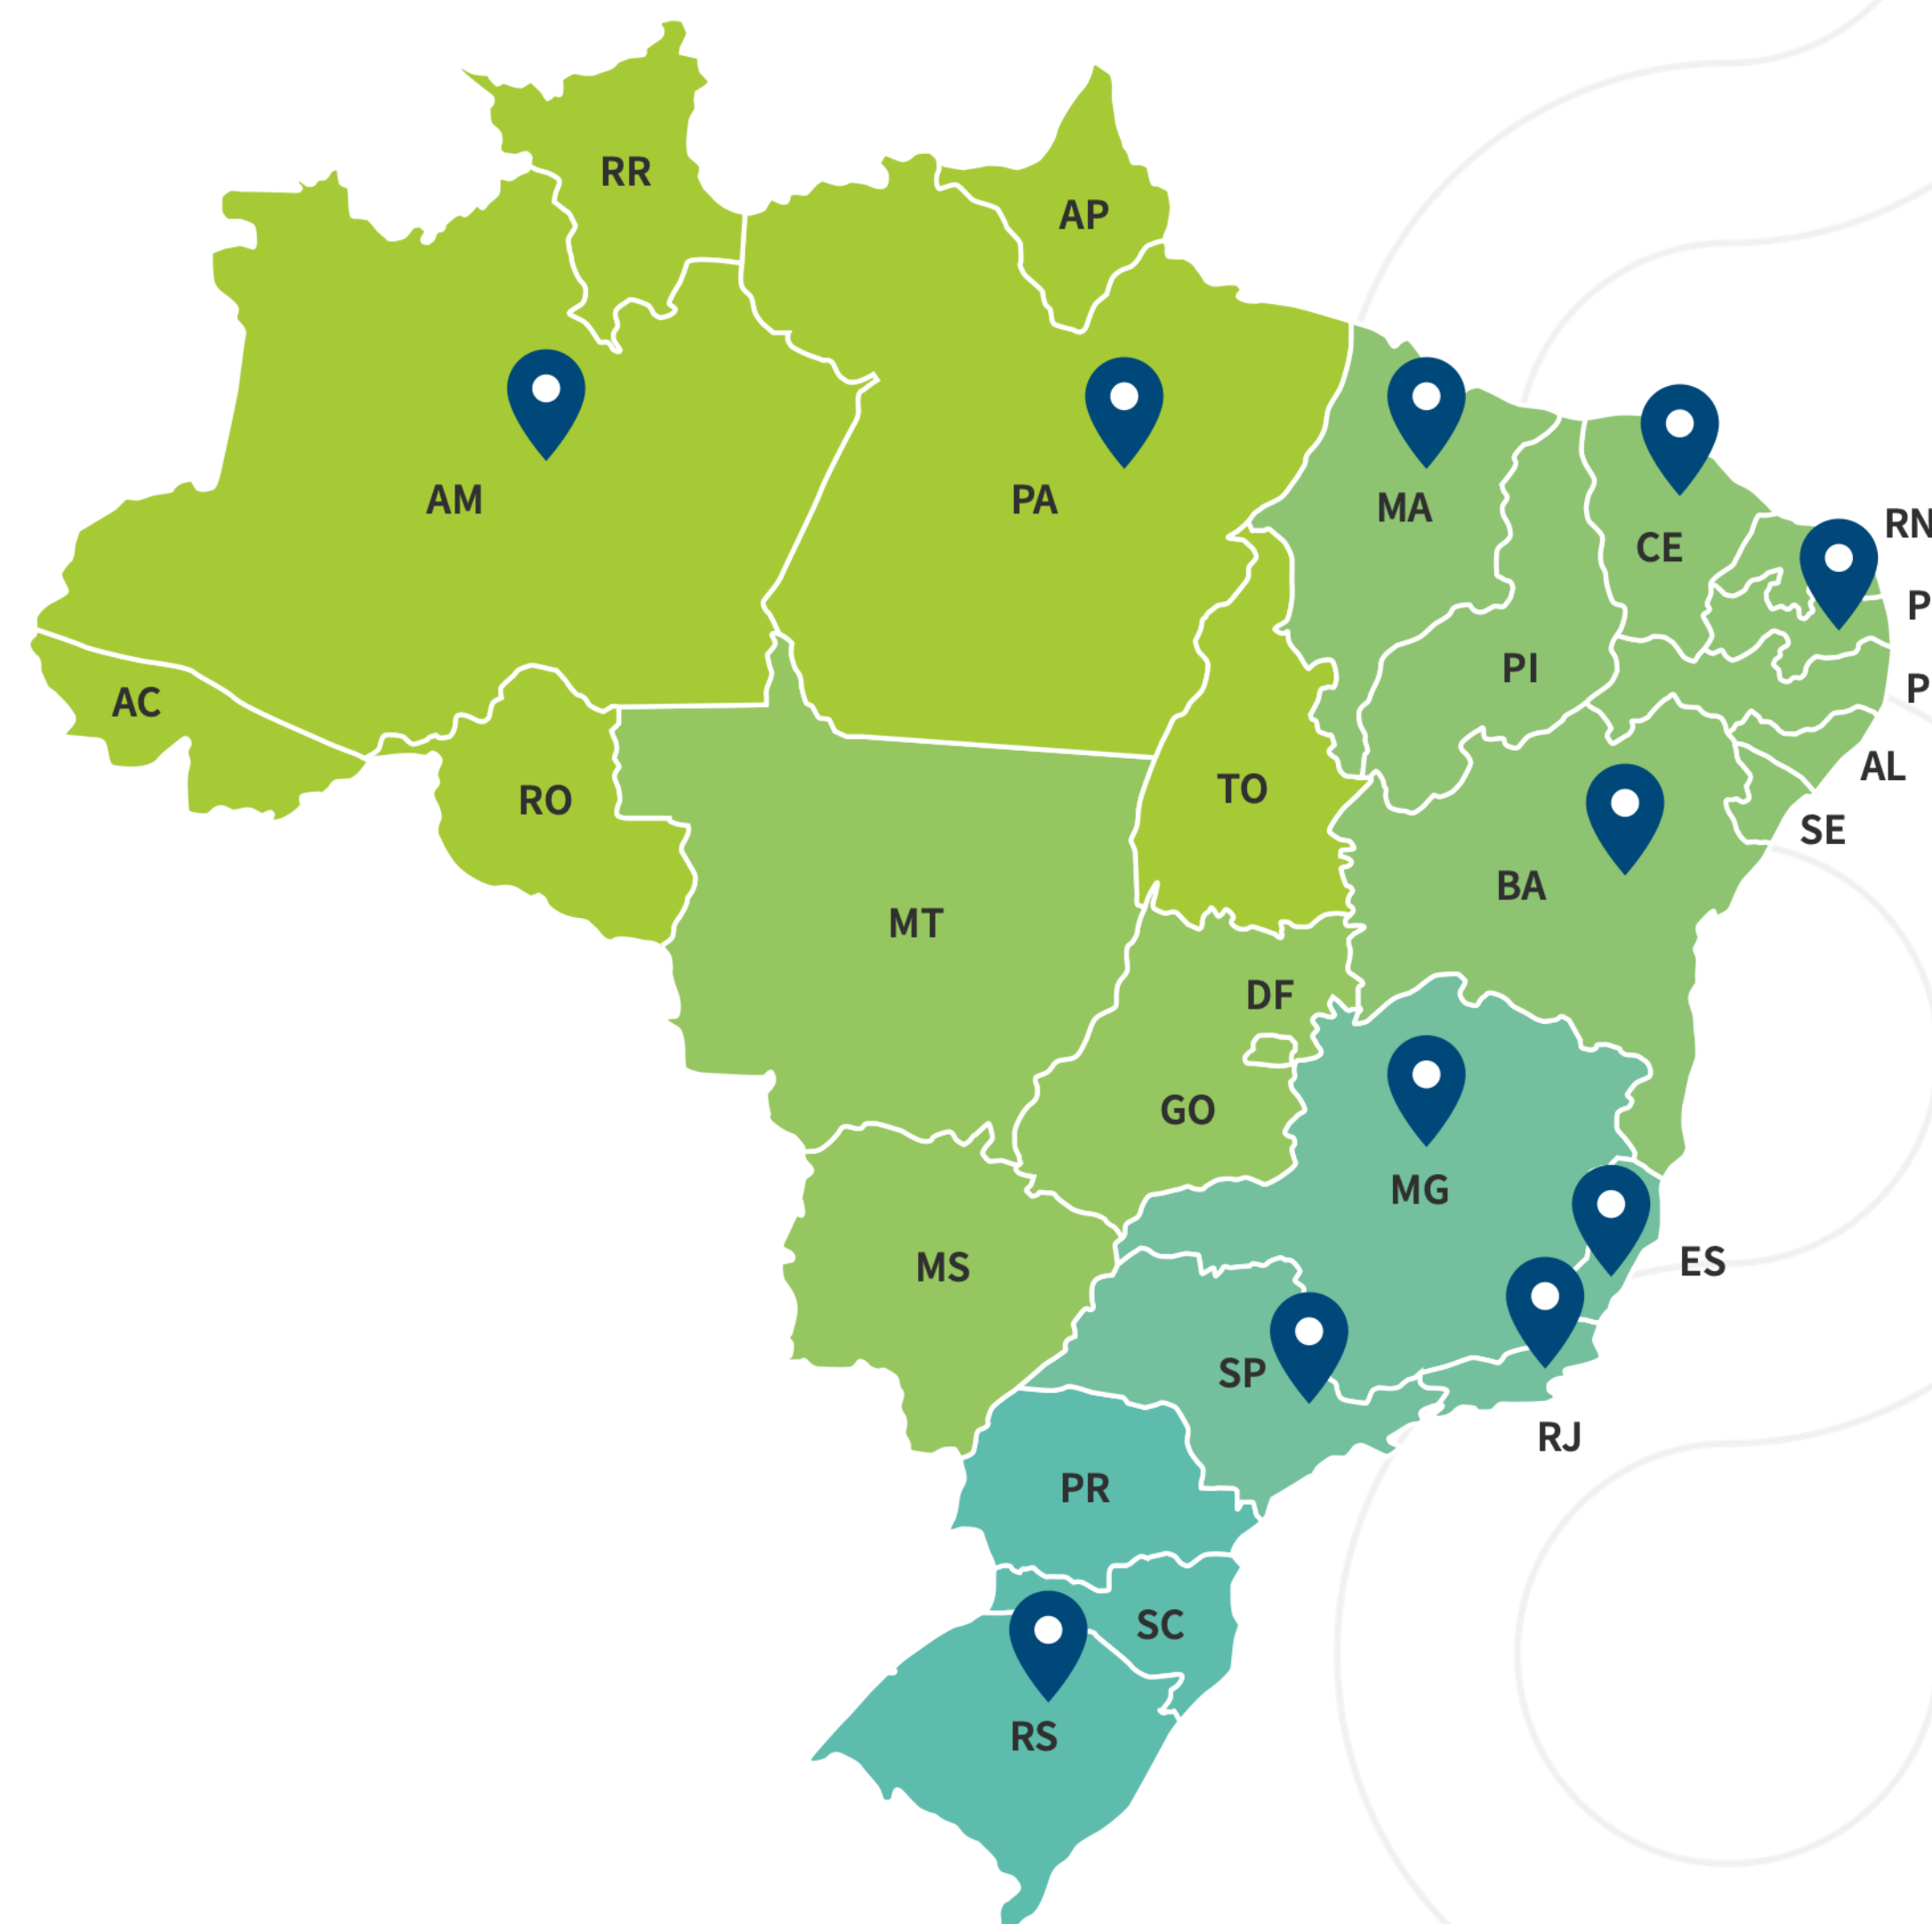 RR
AP
AM
PA
MA
RN
CE
P
PI
P
AC
AL
TO
RO
SE
BA
MT
DF
GO
MG
ES
MS
SP
RJ
PR
SC
RS